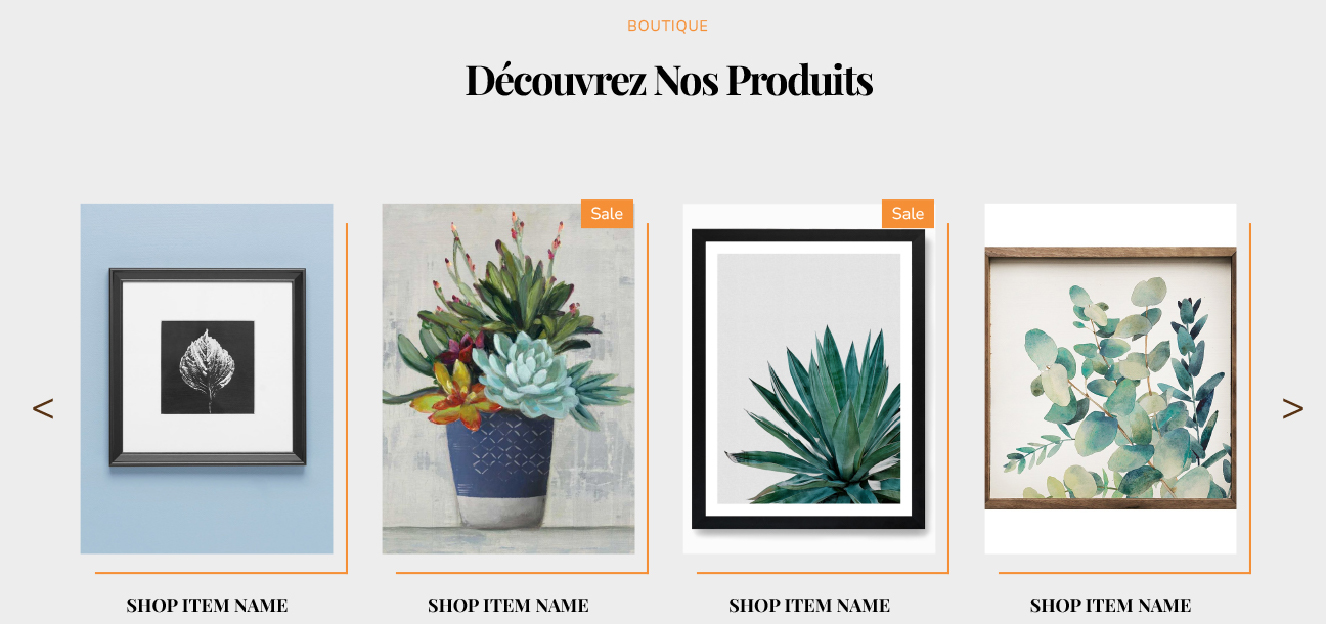 BOUTIQUE
Découvrez Nos Produits
Sale
Sale
<
>
SHOP ITEM NAME
SHOP ITEM NAME
SHOP ITEM NAME
SHOP ITEM NAME